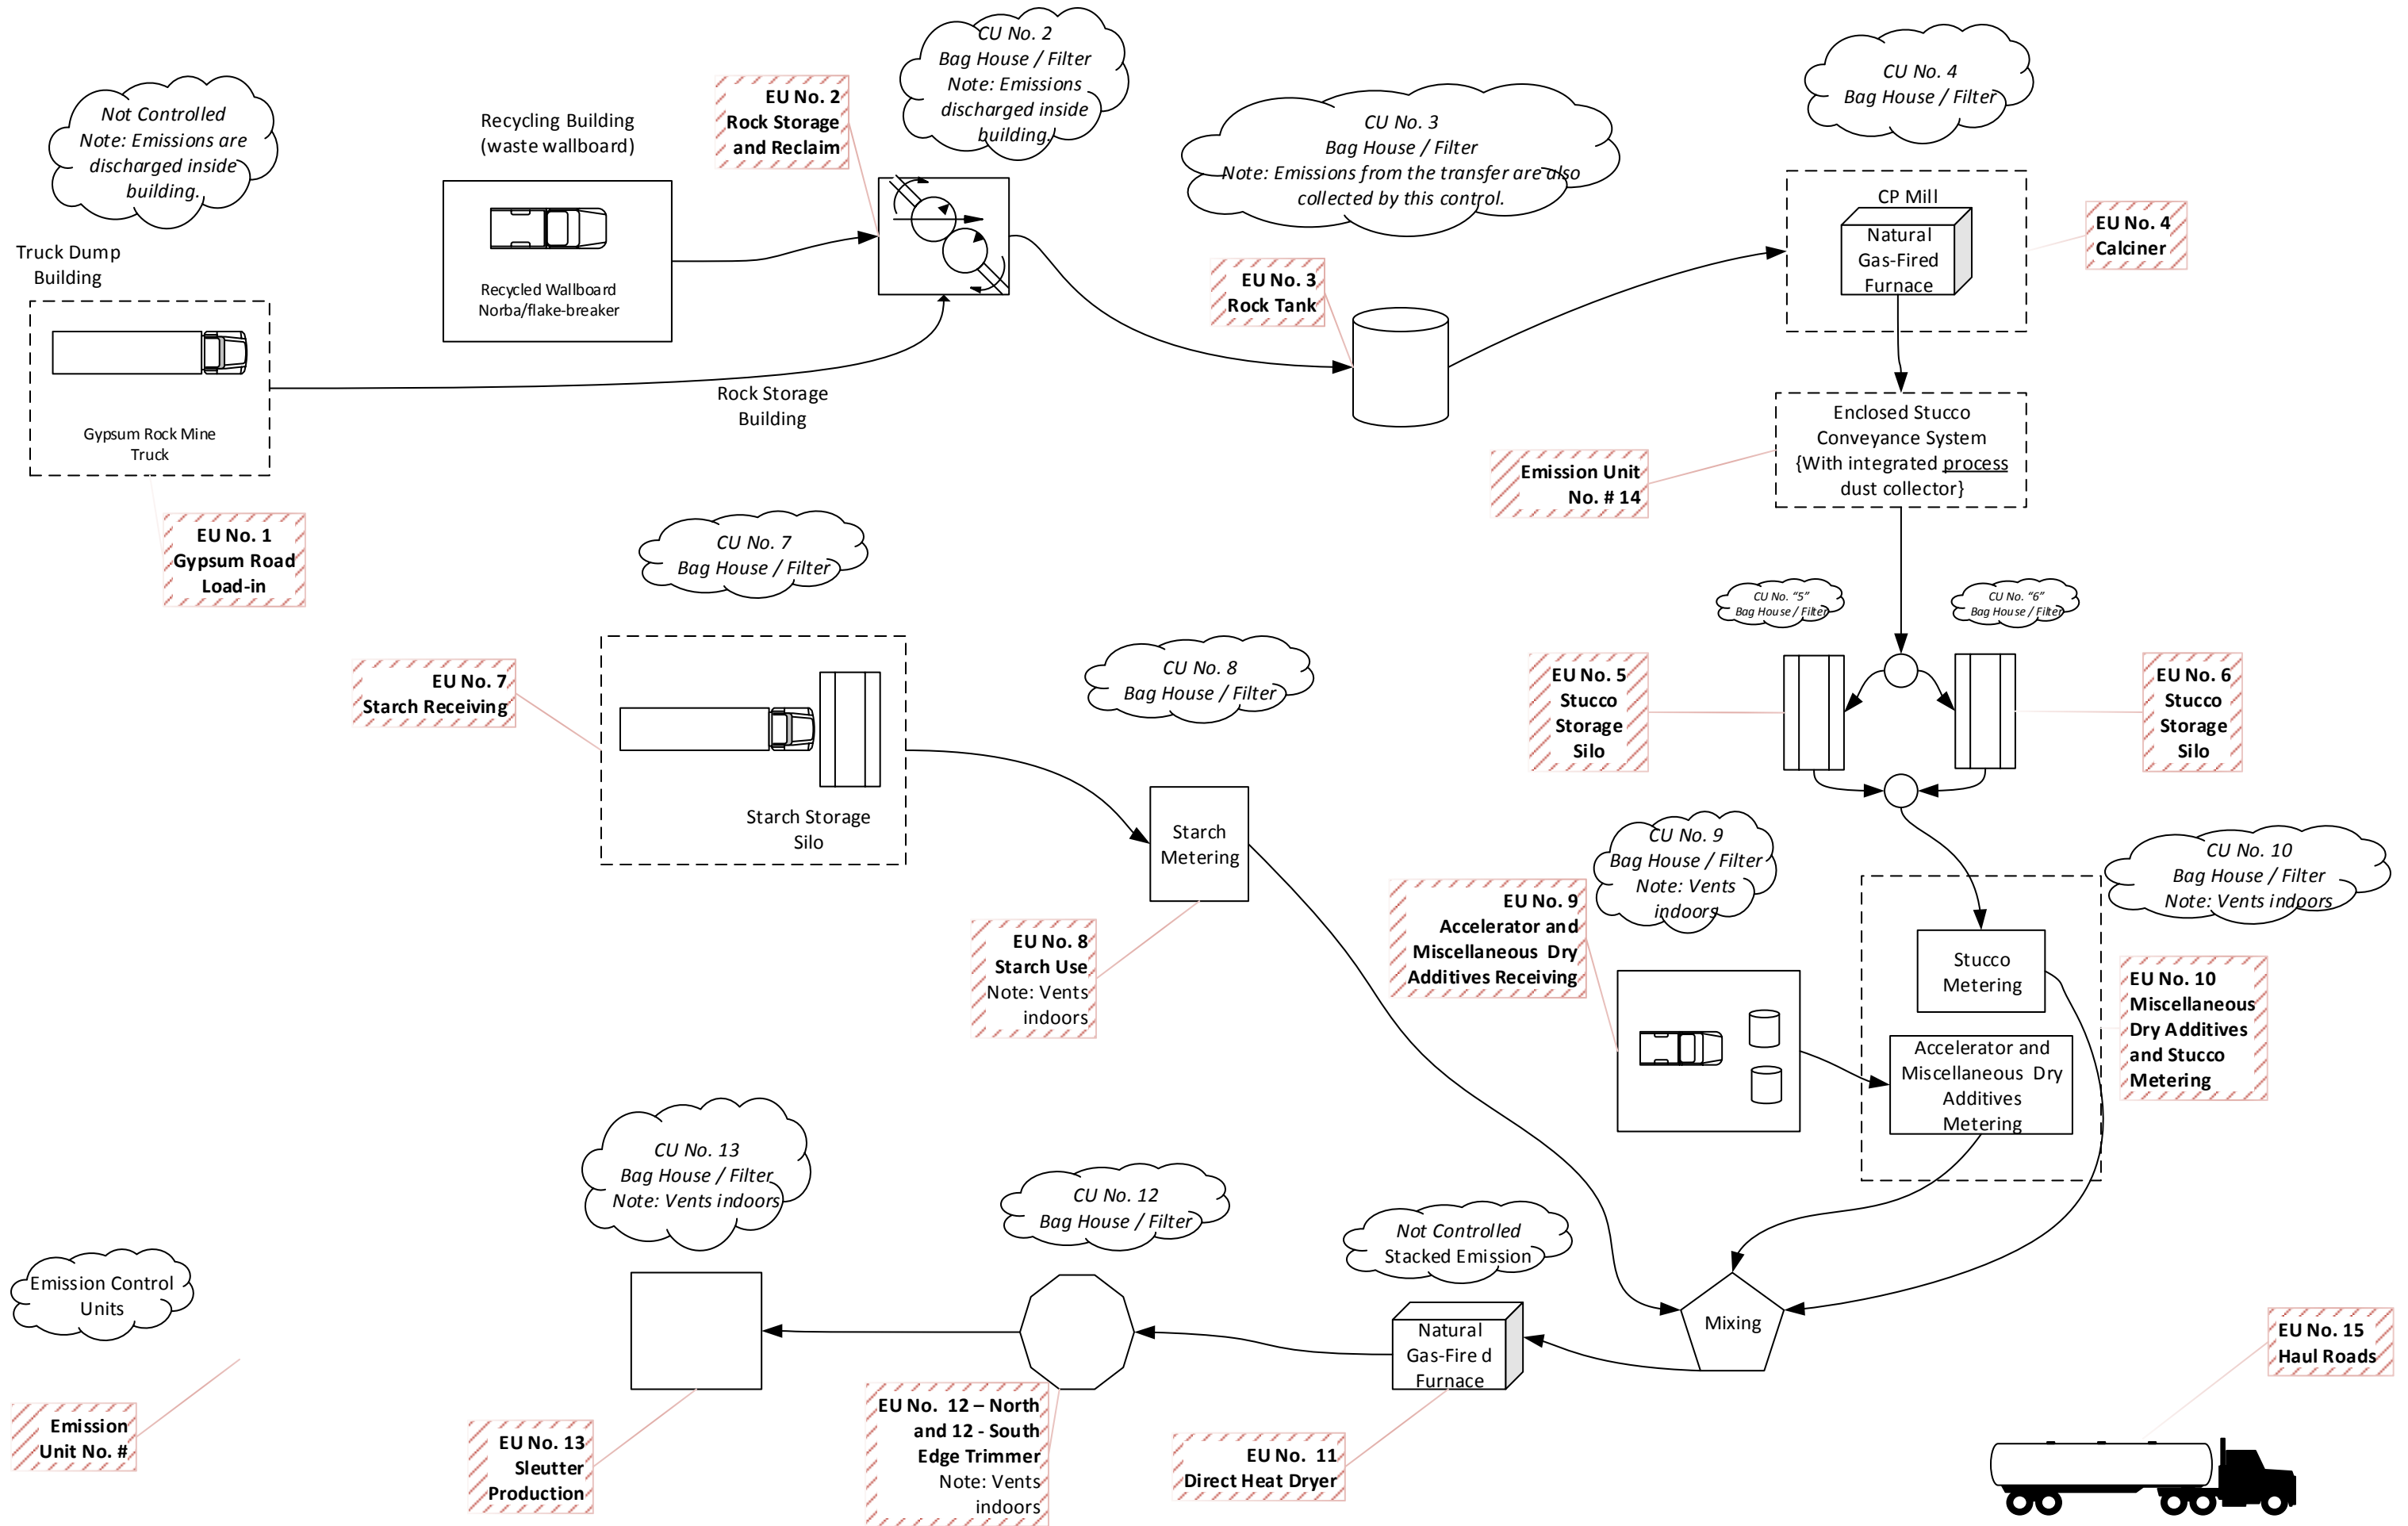 Not Controlled
Note: Emissions are
discharged inside
building.
Truck Dump
Building
Gypsum Rock Mine
Truck
EU No. 1
Gypsum Road
Load-in
Recycling Building
(waste wallboard)
Recycled Wallboard
Norba/flake-breaker
EU No. 2
Rock Storage
and Reclaim
CU No. 2
Bag House / Filter
Note: Emissions
discharged inside
building.
Rock Storage
Building
CU No. 3
Bag House / Filter
Note: Emissions from the transfer are also
collected by this control.
EU No. 3
Rock Tank
CU No. 4
Bag House / Filter
CP Mill
Natural
Gas-Fired
Furnace
EU No. 4
Calciner
Enclosed Stucco
Conveyance System
{With integrated process
dust collector}
Emission Unit
No. # 14
CU No. “5”
Bag House / Filter
CU No. “6”
Bag House / Filter
EU No. 5
Stucco
Storage
Silo
EU No. 6
Stucco
Storage
Silo
CU No. 7
Bag House / Filter
EU No. 7
Starch Receiving
Starch Storage
Silo
CU No. 8
Bag House / Filter
Starch
Metering
EU No. 8
Starch Use
Note: Vents
indoors
CU No. 9
Bag House / Filter
Note: Vents
indoors
EU No. 9
Accelerator and
Miscellaneous Dry
Additives Receiving
CU No. 10
Bag House / Filter
Note: Vents indoors
Stucco
Metering
Accelerator and
Miscellaneous Dry
Additives
Metering
EU No. 10
Miscellaneous
Dry Additives
and Stucco
Metering
Mixing
Not Controlled
Stacked Emission
Natural
Gas-Fire d
Furnace
EU No. 11
Direct Heat Dryer
CU No. 12
Bag House / Filter
EU No. 12 – North
and 12 - South
Edge Trimmer
Note: Vents
indoors
CU No. 13
Bag House / Filter
Note: Vents indoors
EU No. 13
Sleutter
Production
Emission Control
Units
Emission
Unit No. #
EU No. 15
Haul Roads